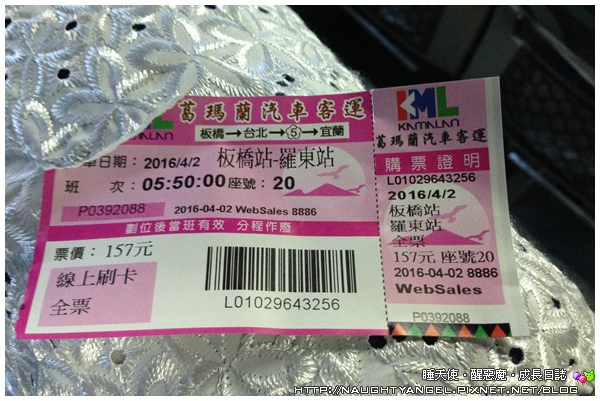 葛瑪蘭汽車客運
板橋→台北→⑤→宜蘭
車日期：2016/4/2 板橋站-羅東站
班 次：05:50:00 座號：20
P0392088 2016-04-02 WebSales 8886
劃位後當班有效 分程作廢
票價：157元
線上刷卡
全票
L01029643256
KML
KAMALAN
葛瑪蘭汽車客運
購票證明
L01029643256
2016/4/2
板橋站
羅東站
全票
157元 座號20
2016-04-02 8886
WebSales
P0392088
睡天使・醒惡魔・成長日誌
HTTP://NAUGHTYANGEL.PIXNET.NET/BLOG